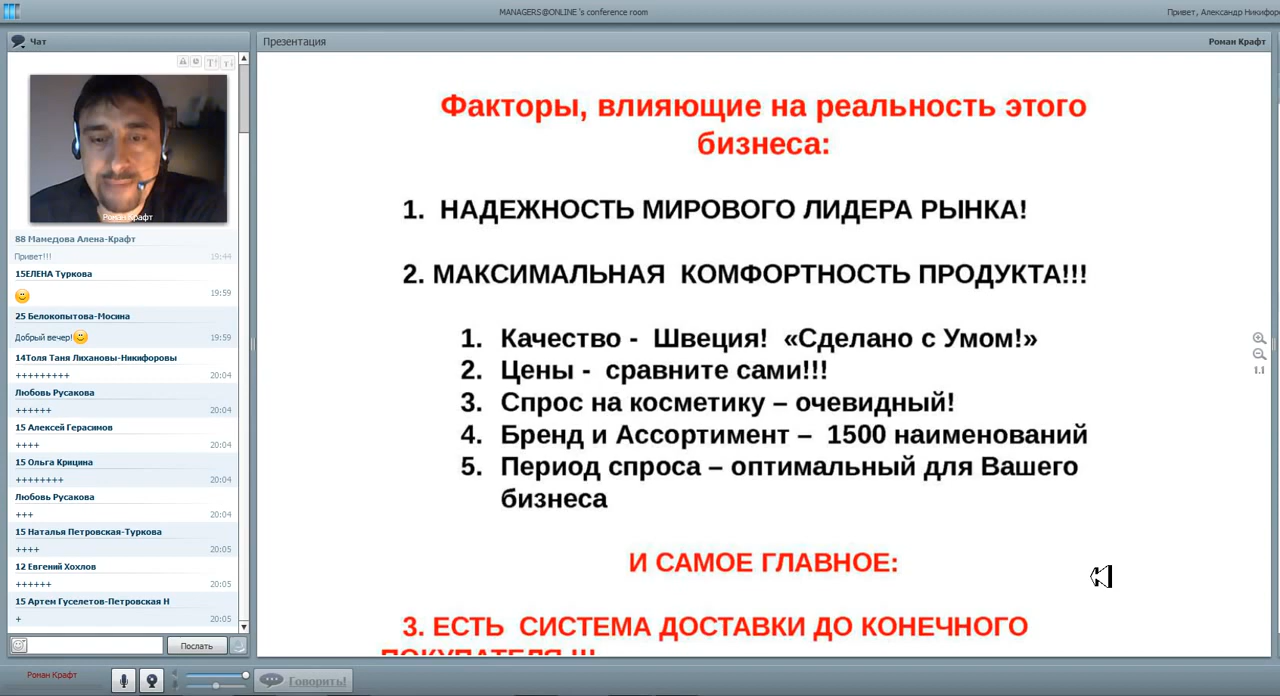 MANAGERS@ONLINE 's conference room
Привет, Александр Никифоро
Чат
Роман Крафт
88 Мамедова Алена-Крафт
Привет!!! 19:44
15ЕЛЕНА Туркова
19:59
25 Белокопытова-Мосина
Добрый вечер! 19:59
14Толя Таня Лихановы-Никифоровы
+++++++++ 20:04
Любовь Русакова
++++++ 20:04
15 Алексей Герасимов
++++ 20:04
15 Ольга Крицина
++++++++ 20:04
Любовь Русакова
+++ 20:04
15 Наталья Петровская-Туркова
++++ 20:05
12 Евгений Хохлов
++++++ 20:05
15 Артем Гуселетов-Петровская Н
+ 20:05
Послать
Роман Крафт
Говорить!
Презентация
Роман Крафт
Факторы, влияющие на реальность этого
бизнеса:
1. НАДЕЖНОСТЬ МИРОВОГО ЛИДЕРА РЫНКА!
2. МАКСИМАЛЬНАЯ КОМФОРТНОСТЬ ПРОДУКТА!!!
1. Качество - Швеция! «Сделано с Умом!»
2. Цены - сравните сами!!!
3. Спрос на косметику – очевидный!
4. Бренд и Ассортимент – 1500 наименований
5. Период спроса – оптимальный для Вашего
бизнеса
И САМОЕ ГЛАВНОЕ:
3. ЕСТЬ СИСТЕМА ДОСТАВКИ ДО КОНЕЧНОГО
ПОКУПАТЕЛЯ !!!
1.1